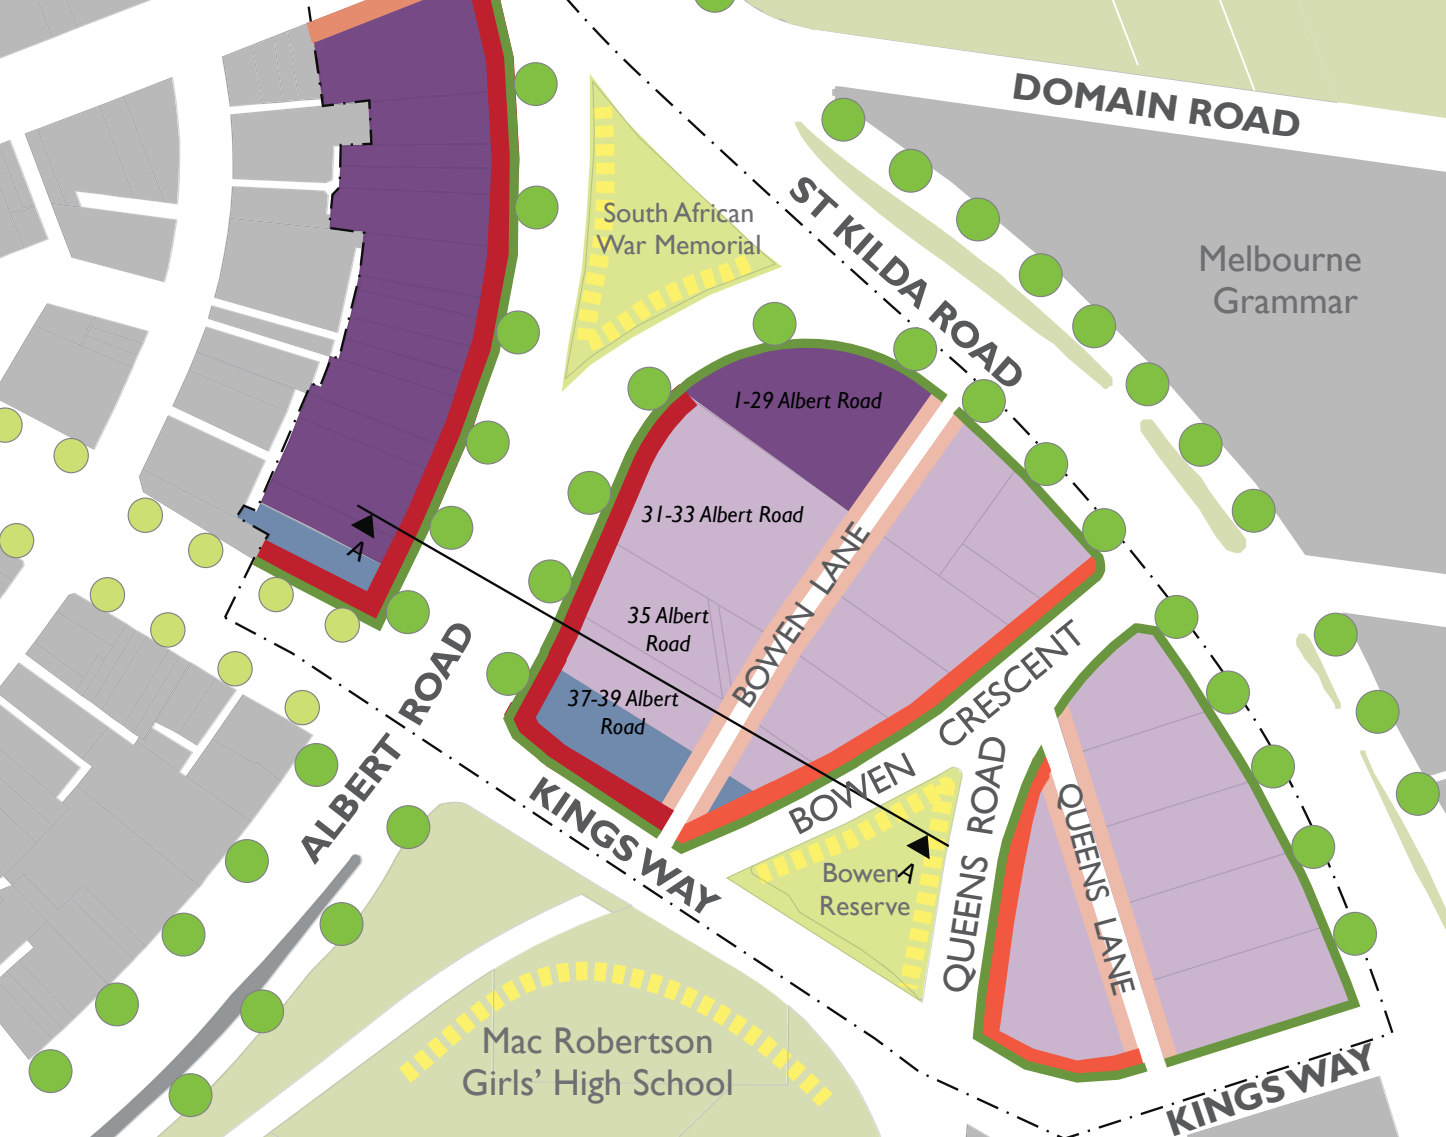 DOMAIN ROAD
ST KILDA ROAD
South African
War Memorial
Melbourne
Grammar
1-29 Albert Road
31-33 Albert Road
BOWEN LANE
A
35 Albert
Road
37-39 Albert
Road
ALBERT ROAD
BOWEN CRESCENT
KINGS WAY
QUEENS ROAD
QUEENS LANE
Bowen
Reserve
A
Mac Robertson
Girls' High School
KINGS WAY